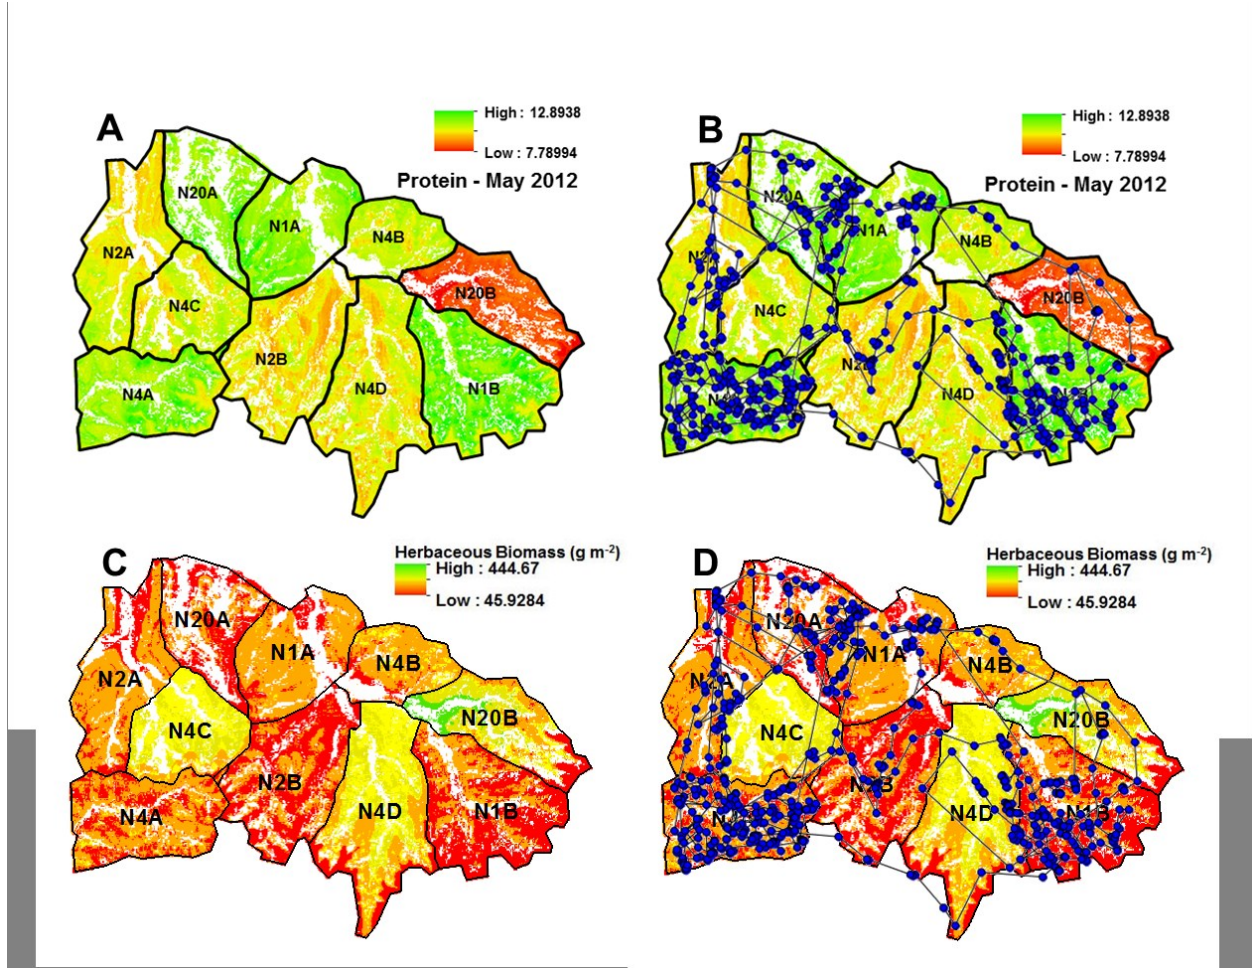 A
High : 12.8938
Low : 7.78994
Protein - May 2012
N20A
N1A
N2A
N4B
N4C
N20B
N2B
N4D
N4A
N1B
B
High : 12.8938
Low : 7.78994
Protein - May 2012
N20A
N1A
N4B
N20B
N4C
N4D
C
Herbaceous Biomass (g m⁻²)
High : 444.67
Low : 45.9284
N20A
N1A
N4B
N2A
N20B
N4C
N2B
N4A
N4D
N1B
D
Herbaceous Biomass (g m⁻²)
High : 444.67
Low : 45.9284
N20A
N1A
N4B
N20B
N4C
N4D
N1B